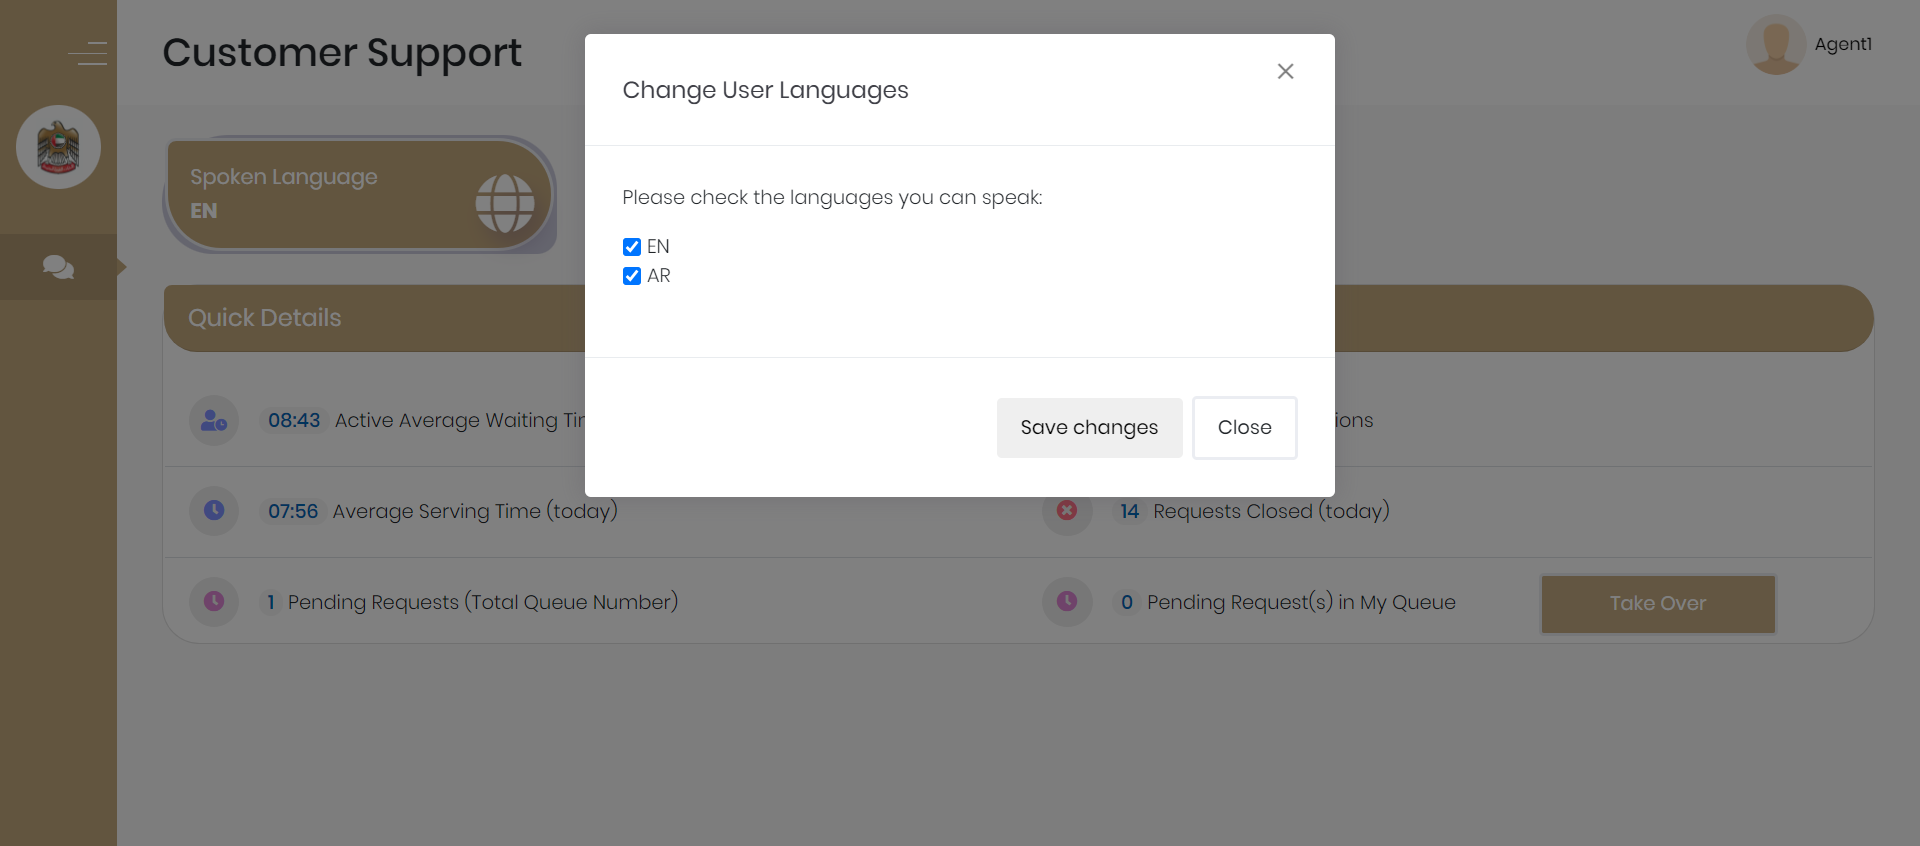 Customer Support
Agent1
Change User Languages
Please check the languages you can speak:
EN
AR
Save changes
Close
Spoken Language
EN
Quick Details
08:43 Active Average Waiting
07:56 Average Serving Time (today)
14 Requests Closed (today)
1 Pending Requests (Total Queue Number)
0 Pending Request(s) in My Queue
Take Over